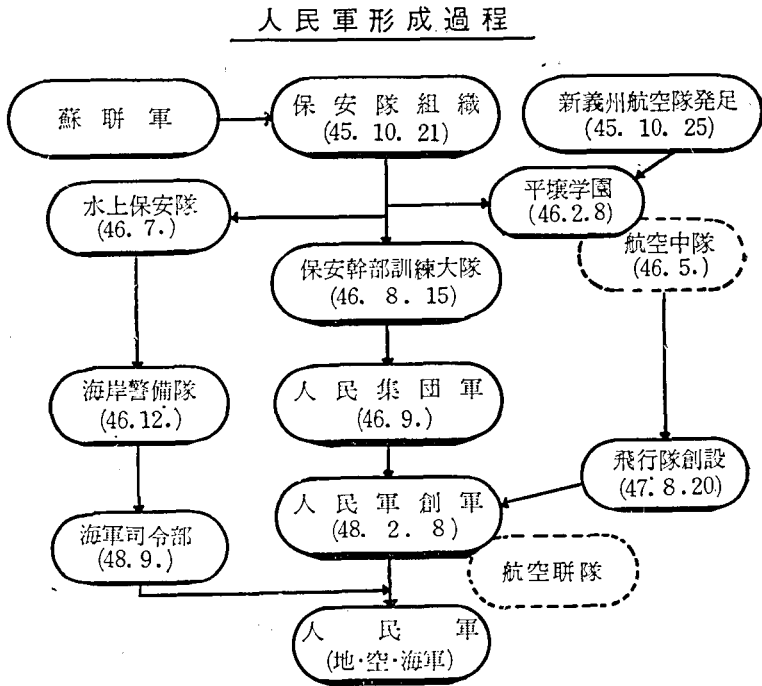 人民軍形成過程
蘇聯軍
保安隊組織
(45. 10. 21)
新義州航空隊発足
(45. 10. 25)
水上保安隊
(46. 7.)
平壌学園
(46.2.8)
航空中隊
(46.5.)
保安幹部訓練大隊
(46. 8. 15)
海岸警備隊
(46.12.)
人民集団軍
(46.9.)
飛行隊創設
(47. 8.20)
人民軍創軍
(48. 2. 8)
海軍司令部
(48. 9.)
航空聯隊
人民軍
(地·空·海軍)